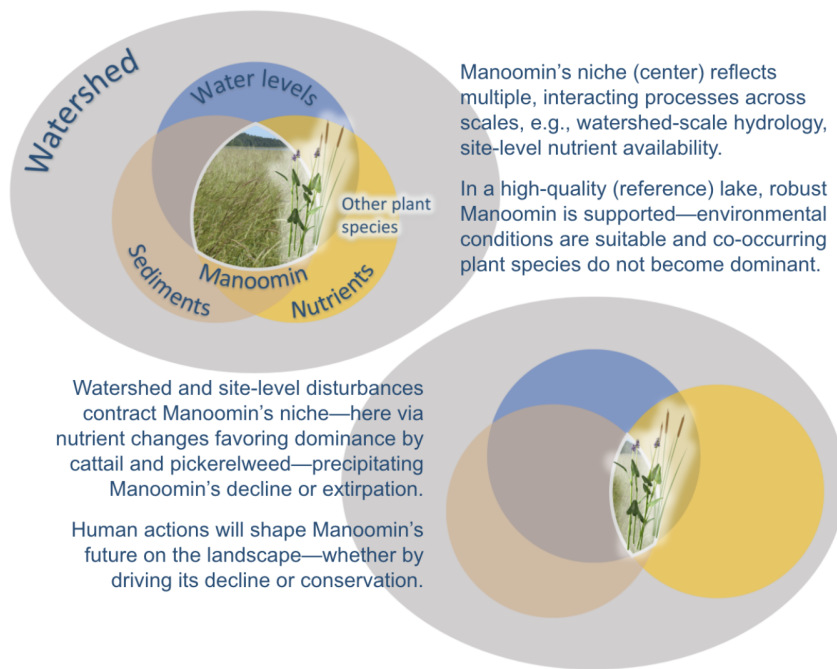 Watershed
Water levels
Other plant
species
Manoomin
Sediments
Nutrients
Manoomin’s niche (center) reflects
multiple, interacting processes across
scales, e.g., watershed-scale hydrology,
site-level nutrient availability.
In a high-quality (reference) lake, robust
Manoomin is supported—environmental
conditions are suitable and co-occurring
plant species do not become dominant.
Watershed and site-level disturbances
contract Manoomin’s niche—here via
nutrient changes favoring dominance by
cattail and pickerelweed—precipitating
Manoomin’s decline or extirpation.
Human actions will shape Manoomin’s
future on the landscape—whether by
driving its decline or conservation.